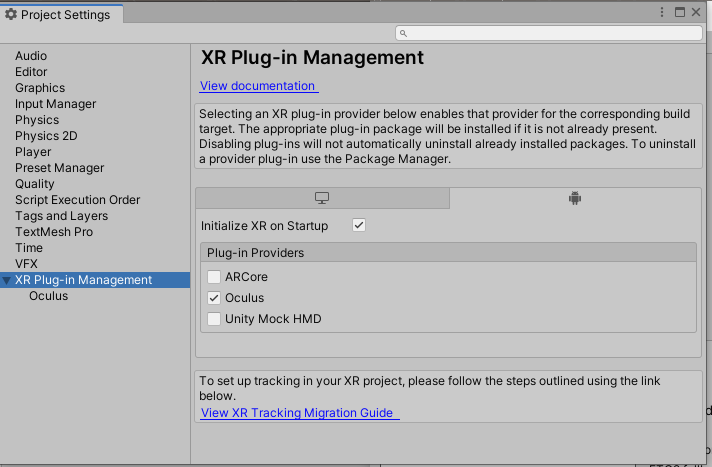 Project Settings
XR Plug-in Management
View documentation
Audio
Editor
Graphics
Input Manager
Physics
Physics 2D
Player
Preset Manager
Quality
Script Execution Order
Tags and Layers
TextMesh Pro
Time
VFX
XR Plug-in Management
Oculus
Selecting an XR plug-in provider below enables that provider for the corresponding build
target. The appropriate plug-in package will be installed if it is not already present.
Disabling plug-ins will not automatically uninstall already installed packages. To uninstall
a provider plug-in use the Package Manager.
Initialize XR on Startup
Plug-in Providers
ARCore
Oculus
Unity Mock HMD
To set up tracking in your XR project, please follow the steps outlined using the link
below.
View XR Tracking Migration Guide